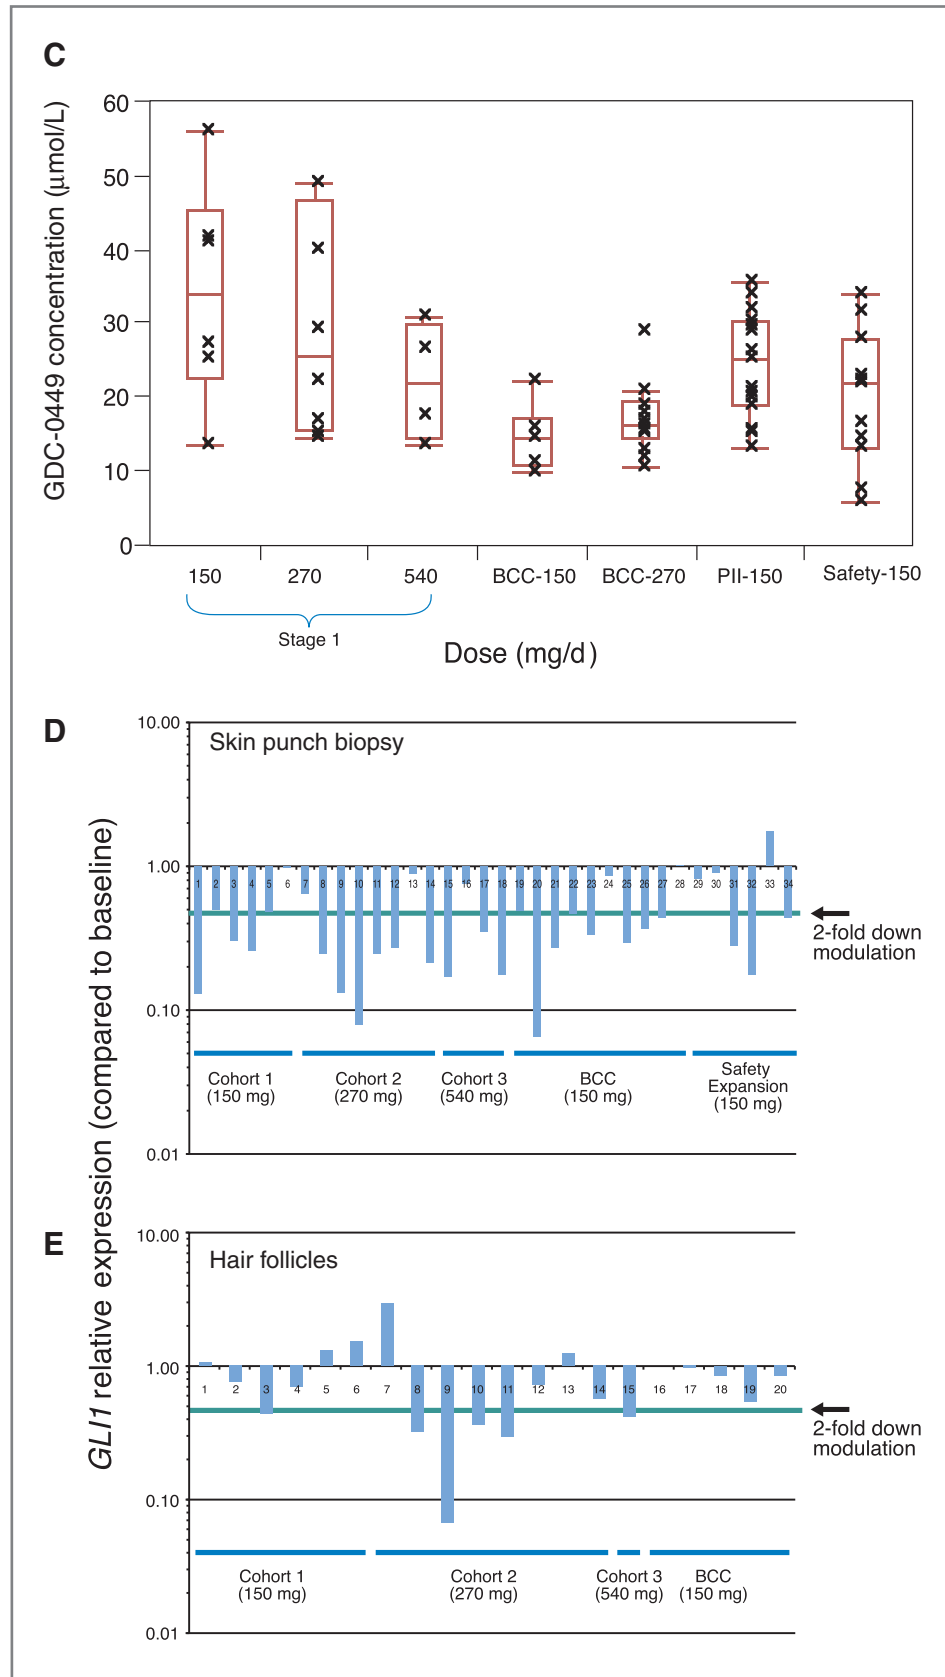 C
GDC-0449 concentration (μmol/L)
60
50
40
30
20
10
0
150 270 540 BCC-150 BCC-270 PII-150 Safety-150
Stage 1
Dose (mg/d)
GLI1 relative expression (compared to baseline)
D
Skin punch biopsy
10.00
1.00
0.10
0.01
1 2 3 4 5 6 7 8 9 10 11 12 13 14 15 16 17 18 19 20 21 22 23 24 25 26 27 28 29 30 31 32 33 34
2-fold down
modulation
Cohort 1
(150 mg)
Cohort 2
(270 mg)
Cohort 3
(540 mg)
BCC
(150 mg)
Safety
Expansion
(150 mg)
E
Hair follicles
10.00
1.00
0.10
0.01
1 2 3 4 5 6 7 8 9 10 11 12 13 14 15 16 17 18 19 20
2-fold down
modulation
Cohort 1
(150 mg)
Cohort 2
(270 mg)
Cohort 3
(540 mg)
BCC
(150 mg)